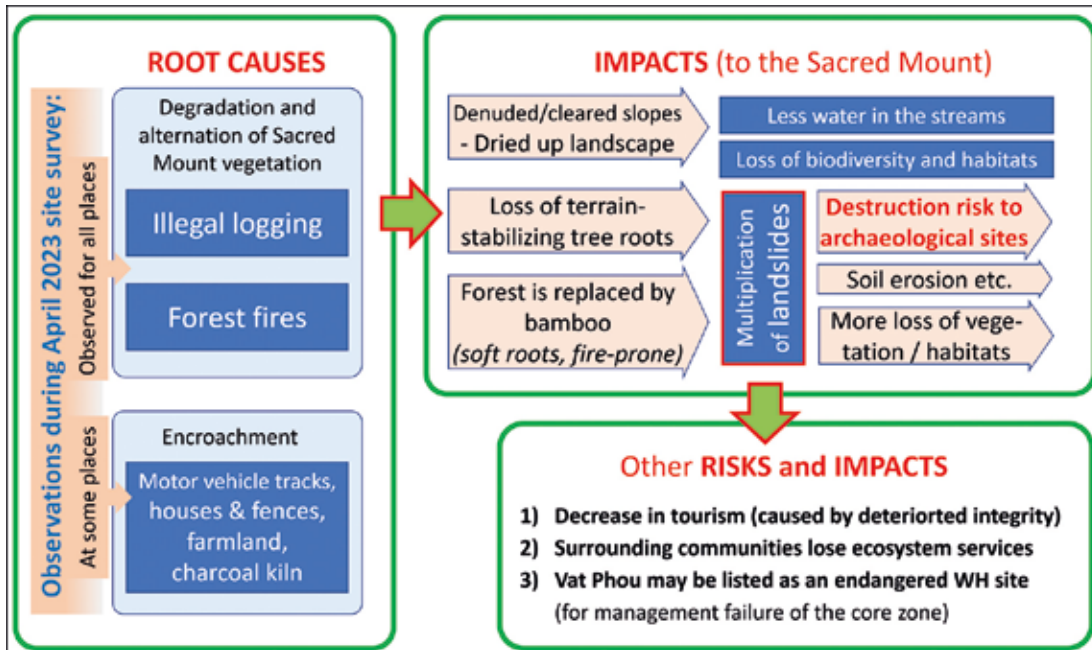 Observations during April 2023 site survey:
Observed for all places
At some places
ROOT CAUSES
Degradation and
alternation of Sacred
Mount vegetation
Illegal logging
Forest fires
Encroachment
Motor vehicle tracks,
houses & fences,
farmland,
charcoal kiln
IMPACTS (to the Sacred Mount)
Denuded/cleared slopes
- Dried up landscape
Less water in the streams
Loss of biodiversity and habitats
Loss of terrain-
stabilizing tree roots
Forest is replaced by
bamboo
(soft roots, fire-prone)
Multiplication
of landslides
Destruction risk to
archaeological sites
Soil erosion etc.
More loss of vege-
tation / habitats
Other RISKS and IMPACTS
1) Decrease in tourism (caused by deteriorted integrity)
2) Surrounding communities lose ecosystem services
3) Vat Phou may be listed as an endangered WH site
(for management failure of the core zone)